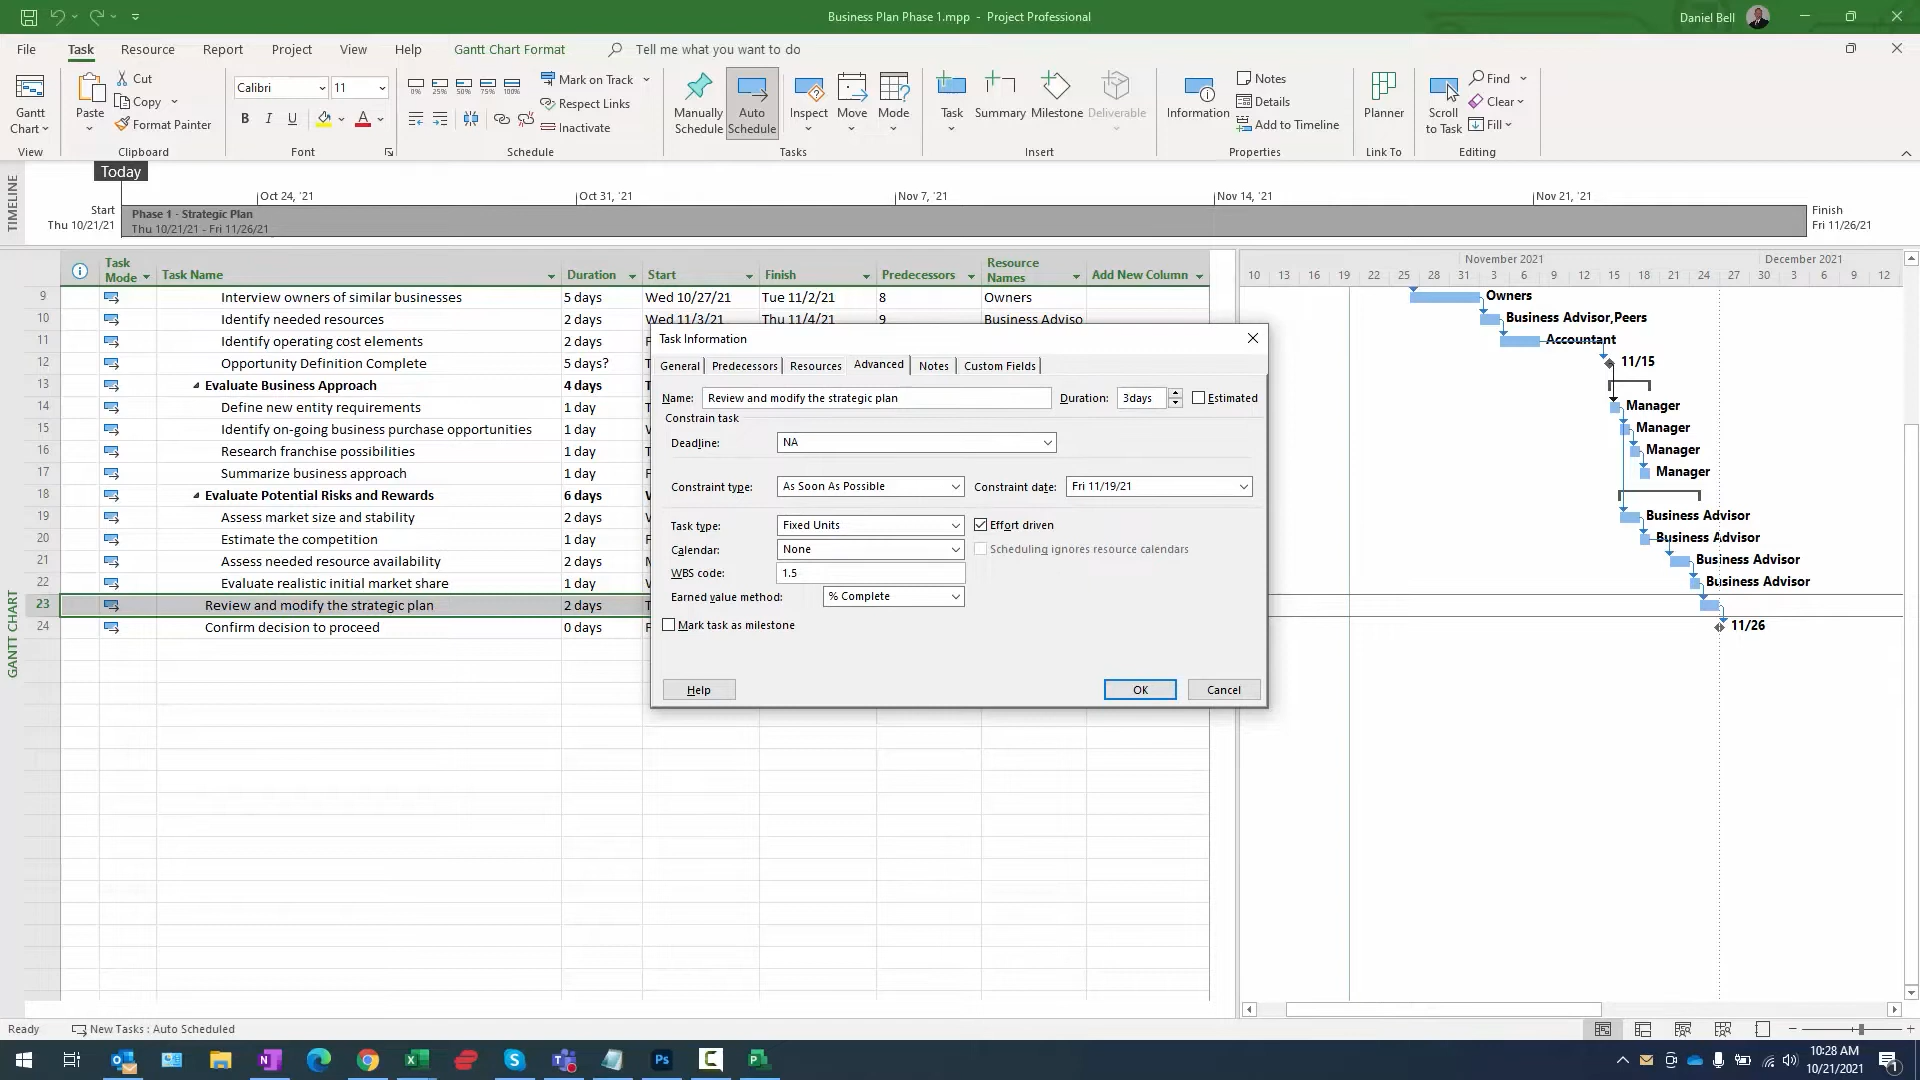 Business Plan Phase 1.mpp - Project Professional
Daniel Bell
File Task Resource Report Project View Help Gantt Chart Format Tell me what you want to do
Gantt Chart
View
Paste
Cut
Copy
Format Painter
Clipboard
Calibri 11
B I U A
Font
0% 25% 50% 75% 100%
Mark on Track
Respect Links
Inactivate
Schedule
Manually Schedule
Auto Schedule
Inspect
Move
Mode
Tasks
Task
Summary
Milestone
Deliverable
Insert
Information
Notes
Details
Add to Timeline
Properties
Planner
Link To
Scroll to Task
Find
Clear
Fill
Editing
TIMELINE
Today
Oct 24, '21 Oct 31, '21 Nov 7, '21 Nov 14, '21 Nov 21, '21
Start
Thu 10/21/21
Phase 1 - Strategic Plan
Thu 10/21/21 - Fri 11/26/21
Finish
Fri 11/26/21
GANTT CHART
Task Mode Task Name Duration Start Finish Predecessors Resource Names Add New Column
November 2021 December 2021
10 13 16 19 22 25 28 31 3 6 9 12 15 18 21 24 27 30 3 6 9 12
9 Interview owners of similar businesses 5 days Wed 10/27/21 Tue 11/2/21 8 Owners
10 Identify needed resources 2 days Wed 11/3/21 Thu 11/4/21 9 Business Adviso
11 Identify operating cost elements 2 days F
12 Opportunity Definition Complete 5 days? T
13 Evaluate Business Approach 4 days T
14 Define new entity requirements 1 day T
15 Identify on-going business purchase opportunities 1 day W
16 Research franchise possibilities 1 day T
17 Summarize business approach 1 day F
18 Evaluate Potential Risks and Rewards 6 days W
19 Assess market size and stability 2 days W
20 Estimate the competition 1 day F
21 Assess needed resource availability 2 days M
22 Evaluate realistic initial market share 1 day W
23 Review and modify the strategic plan 2 days T
24 Confirm decision to proceed 0 days F
Owners
Business Advisor,Peers
Accountant
11/15
Manager
Manager
Manager
Manager
Business Advisor
Business Advisor
Business Advisor
Business Advisor
11/26
Task Information
General Predecessors Resources Advanced Notes Custom Fields
Name: Review and modify the strategic plan Duration: 3days Estimated
Constrain task
Deadline: NA
Constraint type: As Soon As Possible Constraint date: Fri 11/19/21
Task type: Fixed Units Effort driven
Calendar: None Scheduling ignores resource calendars
WBS code: 1.5
Earned value method: % Complete
Mark task as milestone
Help OK Cancel
Ready New Tasks : Auto Scheduled
10:28 AM
10/21/2021